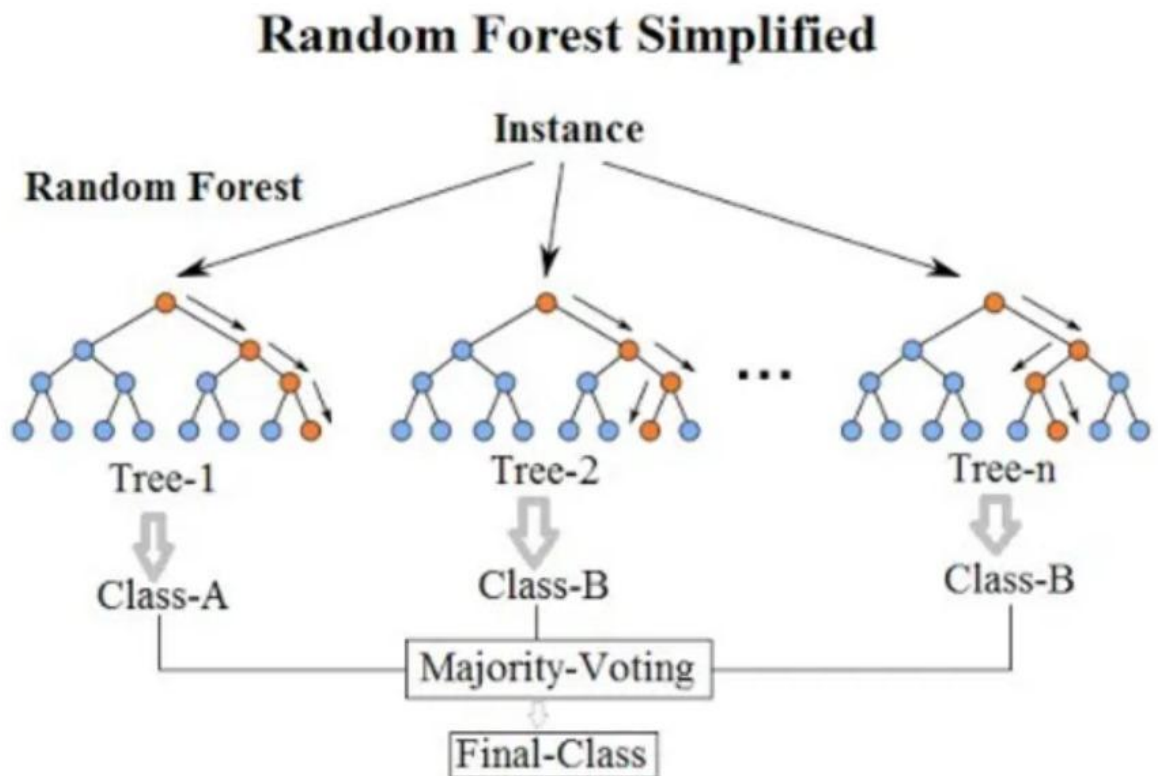 Random Forest Simplified
Instance
Random Forest
...
Tree-1
Tree-2
Tree-n
Class-A
Class-B
Class-B
Majority-Voting
Final-Class